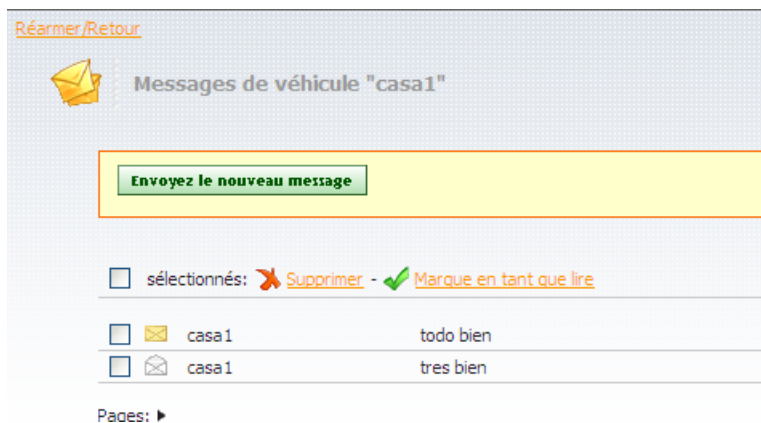 Réarmer/Retour
Messages de véhicule "casa1"
Envoyez le nouveau message
sélectionnés: Supprimer - Marque en tant que lire
casa1 todo bien
casa1 tres bien
Pages: